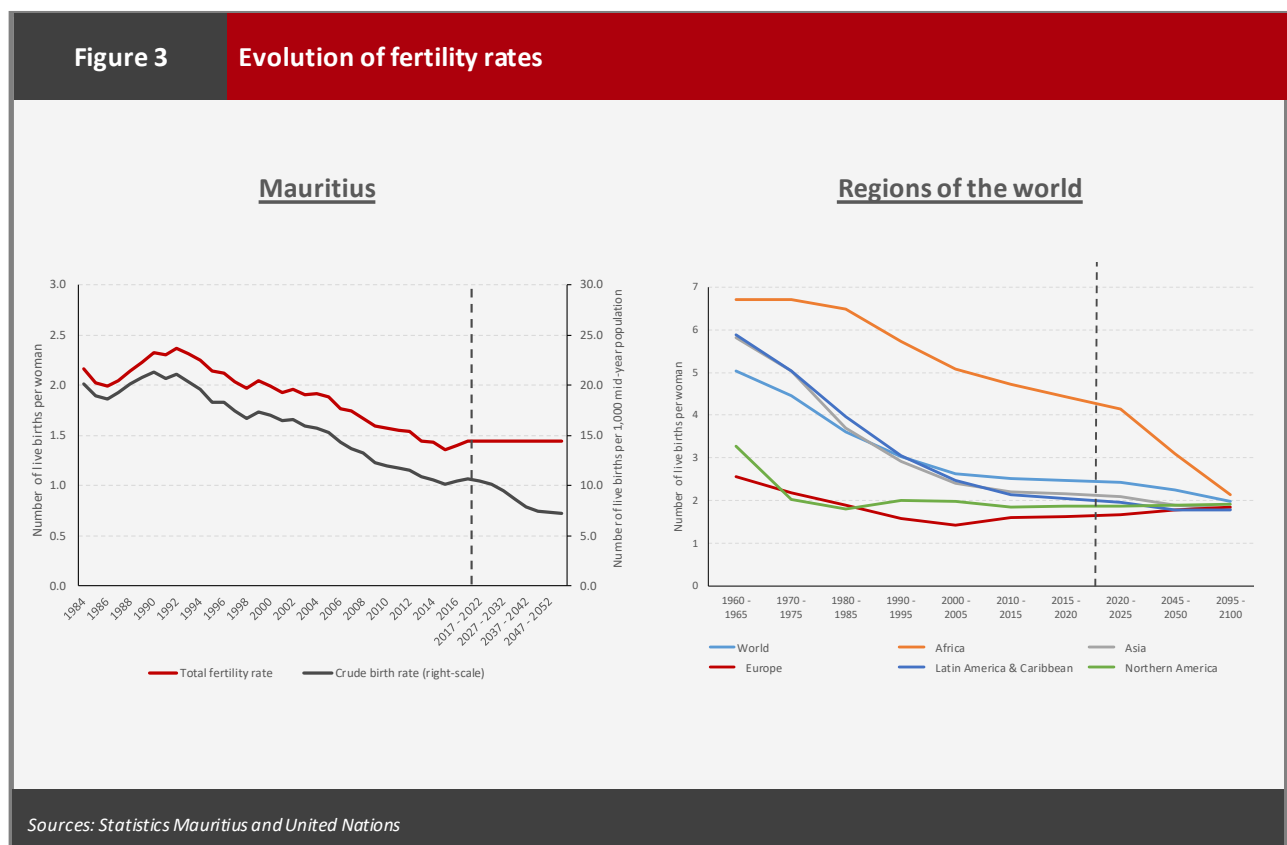 Figure 3
Evolution of fertility rates
Mauritius
Number of live births per woman
3.0
2.5
2.0
1.5
1.0
0.5
0.0
30.0
25.0
20.0
15.0
10.0
5.0
0.0
Number of live births per 1,000 mid-year population
1984
1986
1988
1990
1992
1994
1996
1998
2000
2002
2004
2006
2008
2010
2012
2014
2016
2017 - 2022
2027 - 2032
2037 - 2042
2047 - 2052
Total fertility rate
Crude birth rate (right-scale)
Regions of the world
Number of live births per woman
7
6
5
4
3
2
1
0
1960 - 1965
1970 - 1975
1980 - 1985
1990 - 1995
2000 - 2005
2010 - 2015
2015 - 2020
2020 - 2025
2045 - 2050
2095 - 2100
World
Africa
Asia
Europe
Latin America & Caribbean
Northern America
Sources: Statistics Mauritius and United Nations